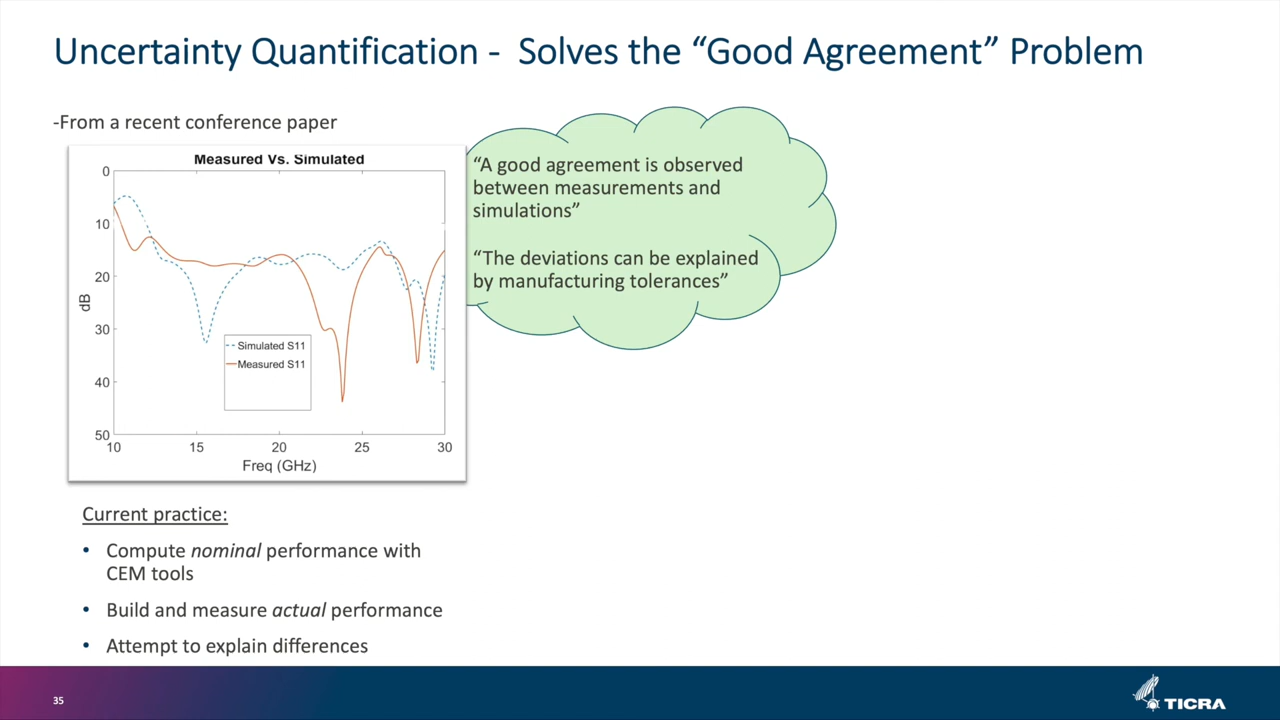 Uncertainty Quantification - Solves the “Good Agreement” Problem
-From a recent conference paper
Measured Vs. Simulated
0
10
20
30
40
50
dB
10 15 20 25 30
Freq (GHz)
Simulated S11
Measured S11
“A good agreement is observed
between measurements and
simulations”
“The deviations can be explained
by manufacturing tolerances”
Current practice:
• Compute nominal performance with
CEM tools
• Build and measure actual performance
• Attempt to explain differences
35
TICRA